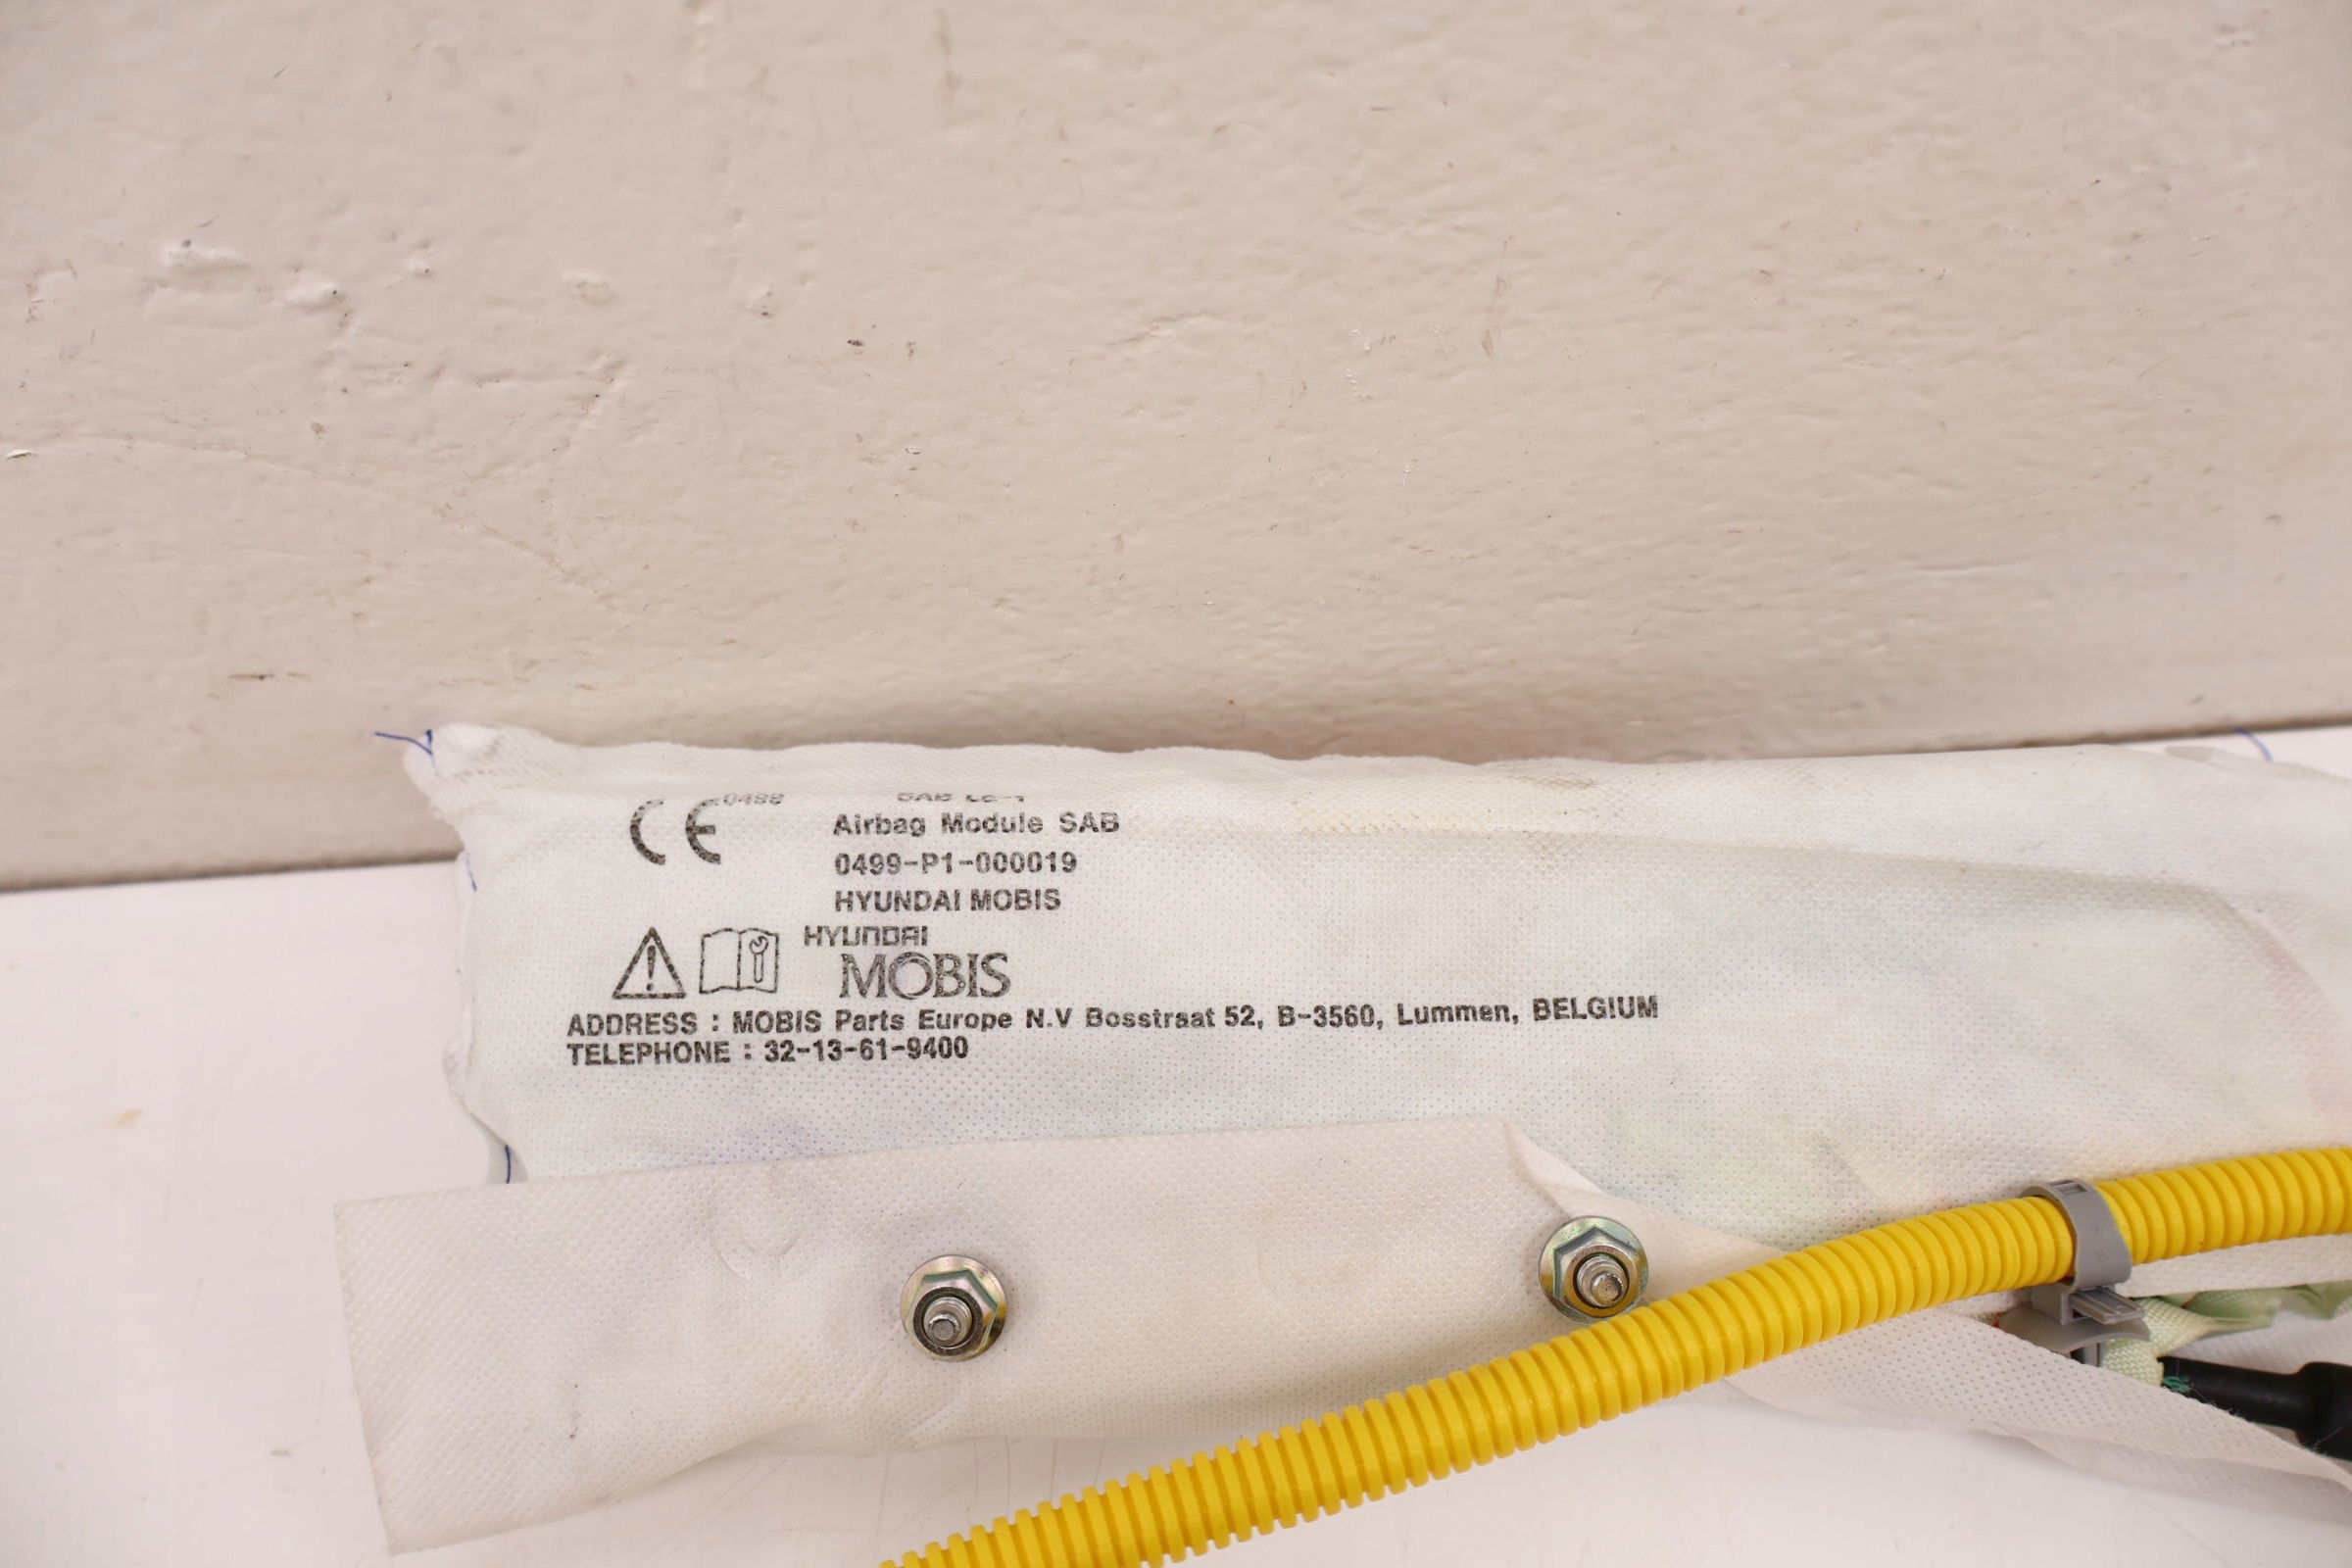 CE 0499
Airbag Module SAB
0499-P1-000019
HYUNDAI MOBIS
HYUNDAI
MOBIS
ADDRESS : MOBIS Parts Europe N.V Bosstraat 52, B-3560, Lummen, BELGIUM
TELEPHONE : 32-13-61-9400